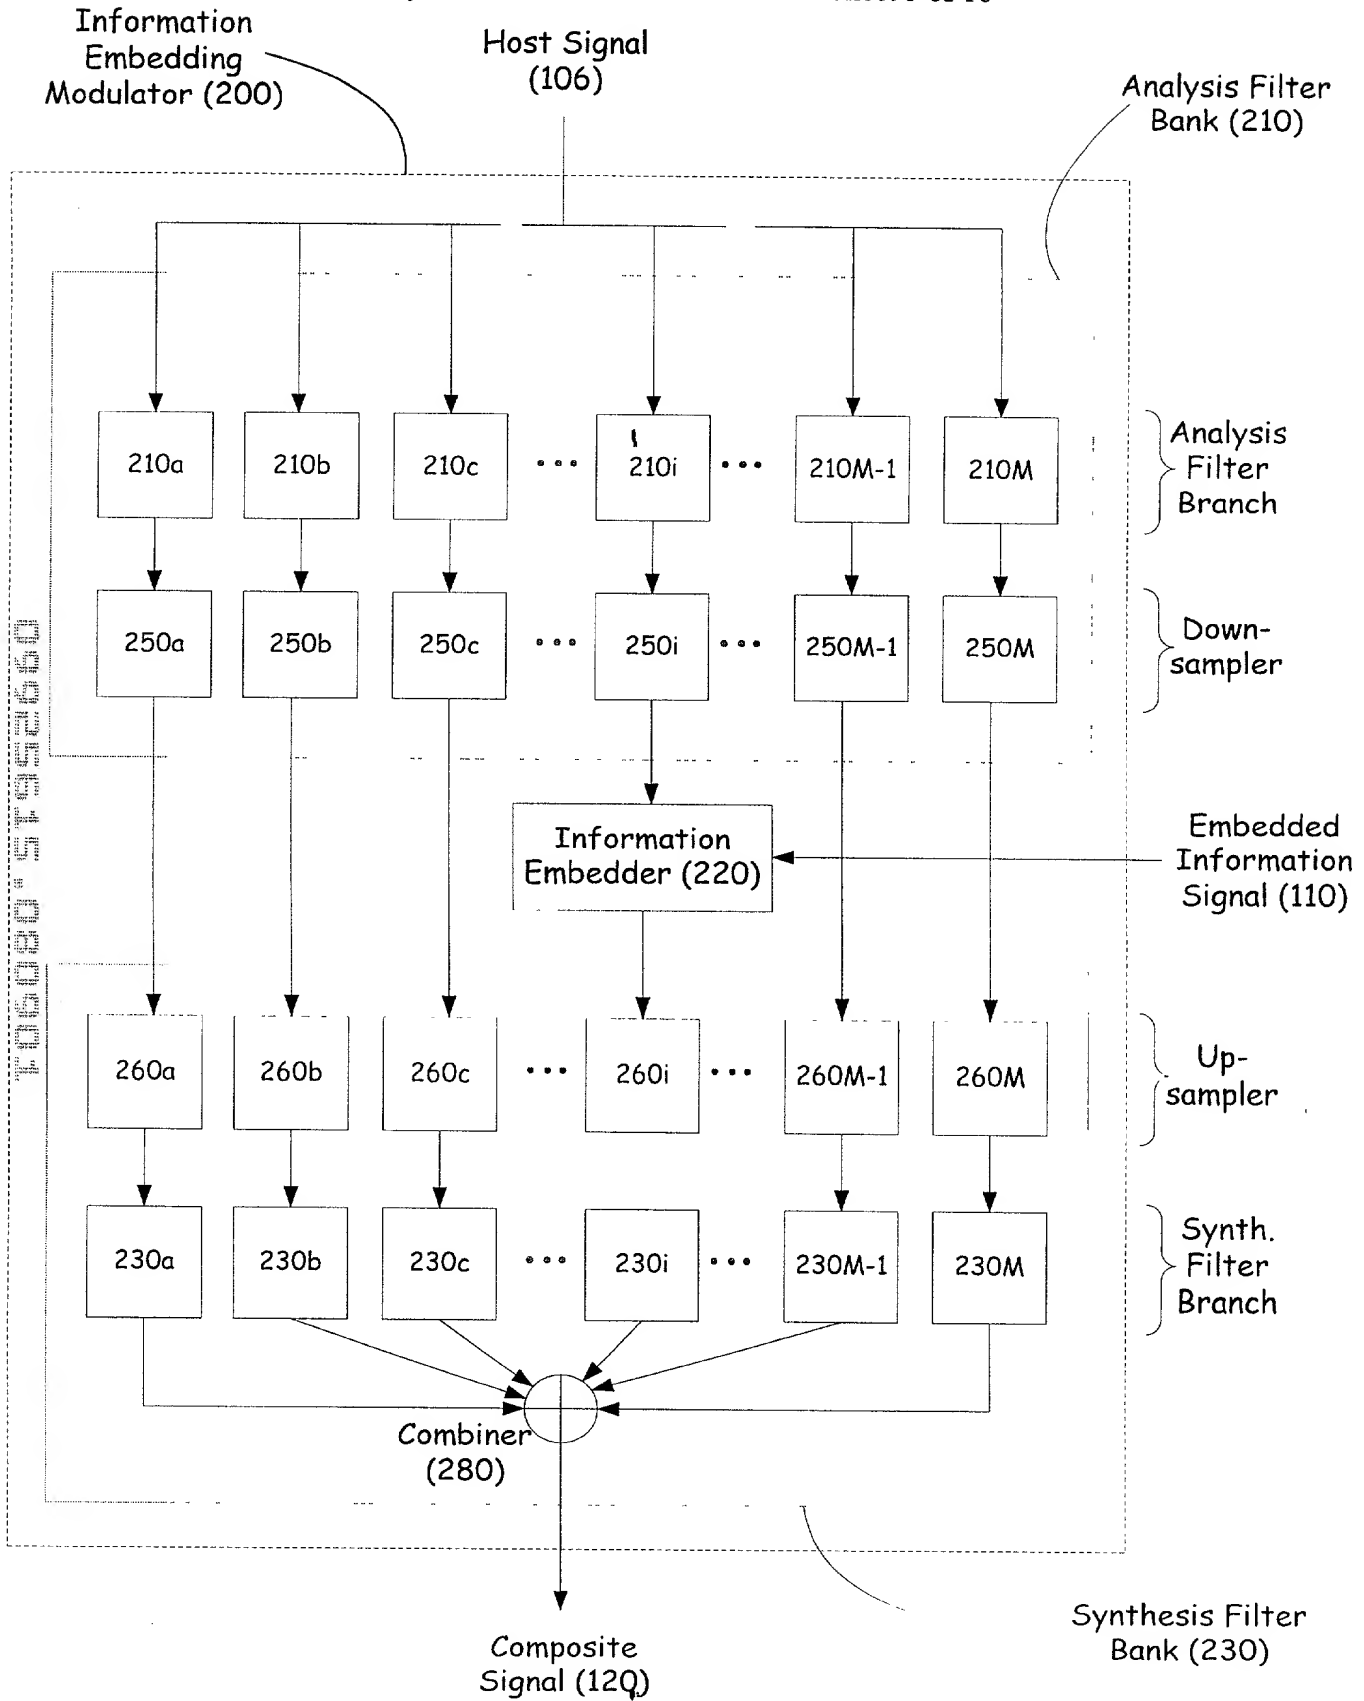 Information
Embedding
Modulator (200)
Host Signal
(106)
Analysis Filter
Bank (210)
210a 210b 210c ••• 210i ••• 210M-1 210M
Analysis
Filter
Branch
250a 250b 250c ••• 250i ••• 250M-1 250M
Down-
sampler
Information
Embedder (220)
Embedded
Information
Signal (110)
260a 260b 260c ••• 260i ••• 260M-1 260M
Up-
sampler
230a 230b 230c ••• 230i ••• 230M-1 230M
Synth.
Filter
Branch
Combiner
(280)
Composite
Signal (120)
Synthesis Filter
Bank (230)